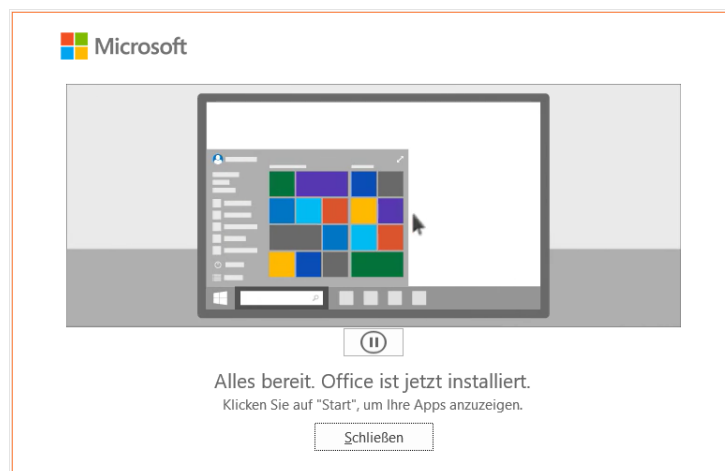 Microsoft
Alles bereit. Office ist jetzt installiert.
Klicken Sie auf "Start", um Ihre Apps anzuzeigen.
Schließen